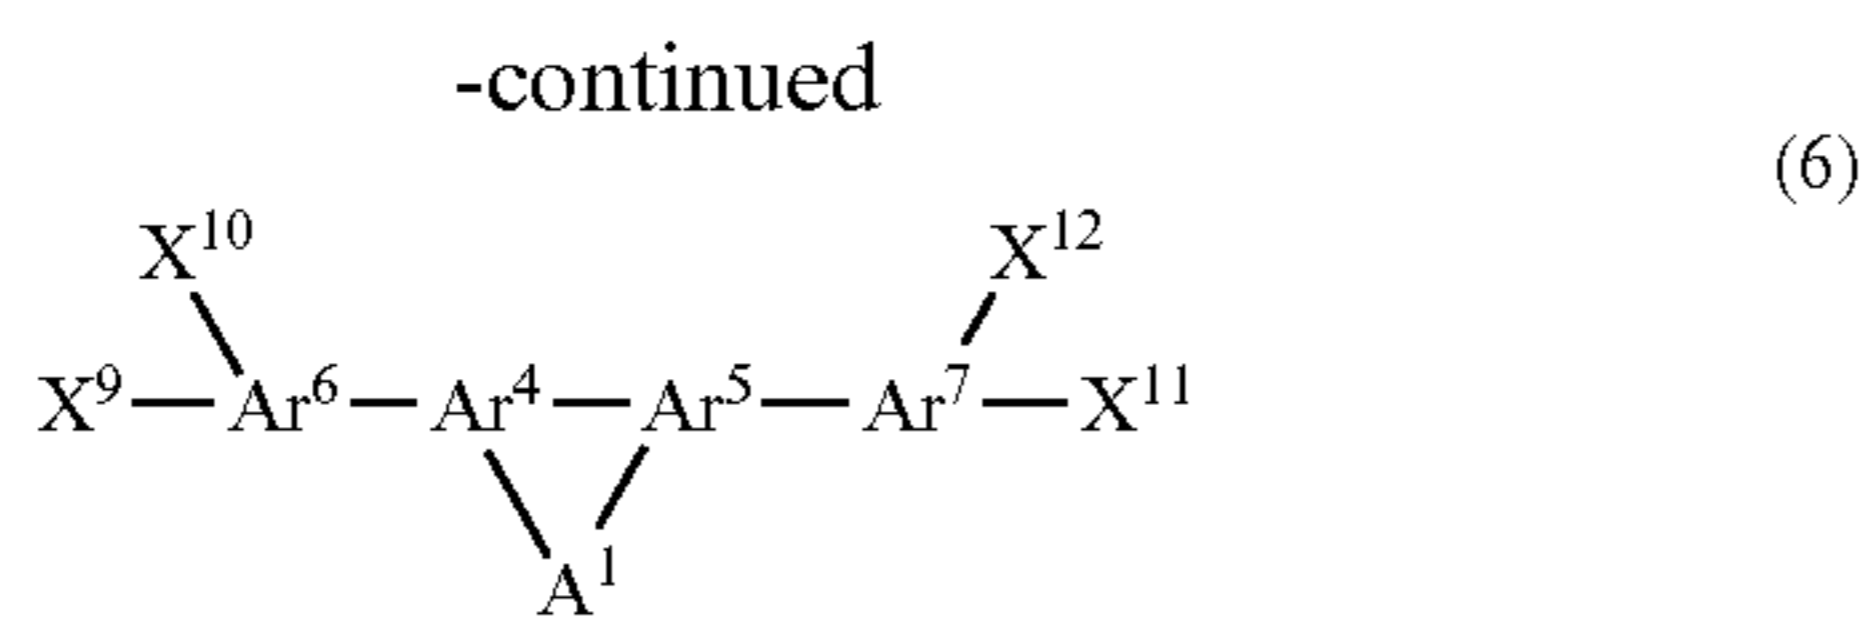 -continued
(6)
X¹⁰ X¹²
X⁹—Ar⁶—Ar⁴—Ar⁵—Ar⁷—X¹¹
A¹